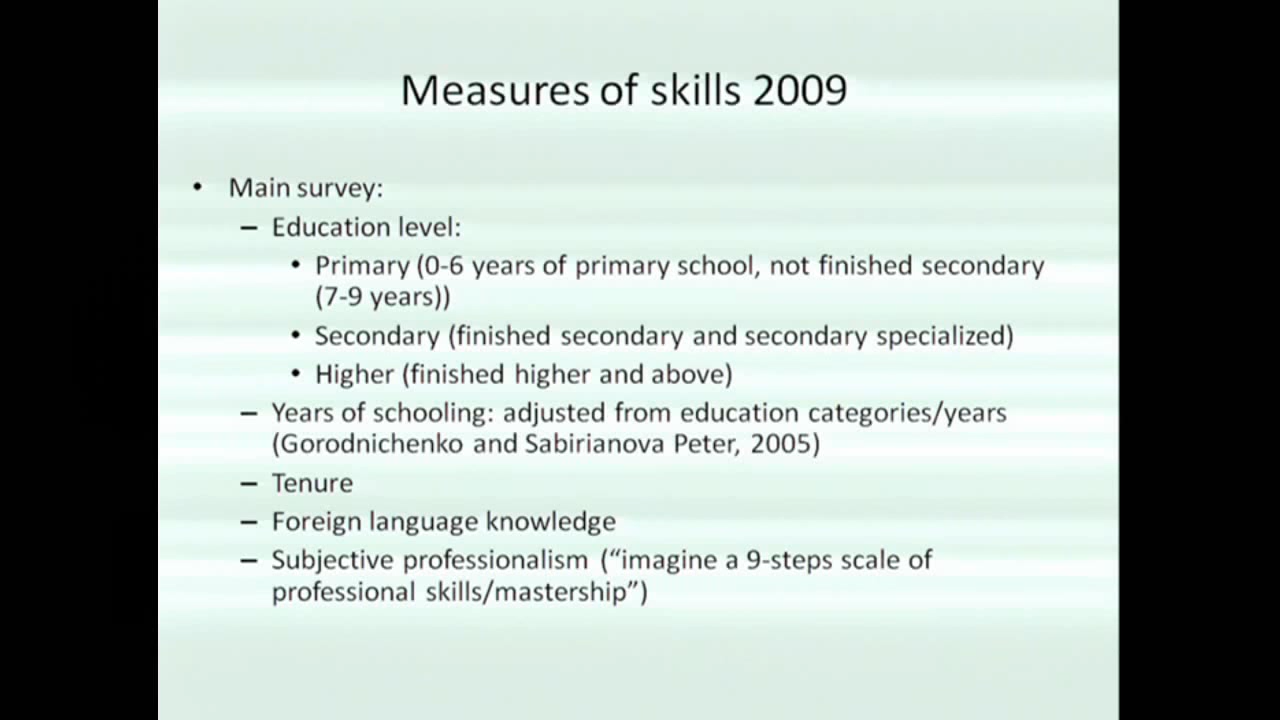 Measures of skills 2009
• Main survey:
– Education level:
• Primary (0-6 years of primary school, not finished secondary
(7-9 years))
• Secondary (finished secondary and secondary specialized)
• Higher (finished higher and above)
– Years of schooling: adjusted from education categories/years
(Gorodnichenko and Sabirianova Peter, 2005)
– Tenure
– Foreign language knowledge
– Subjective professionalism (“imagine a 9-steps scale of
professional skills/mastership”)